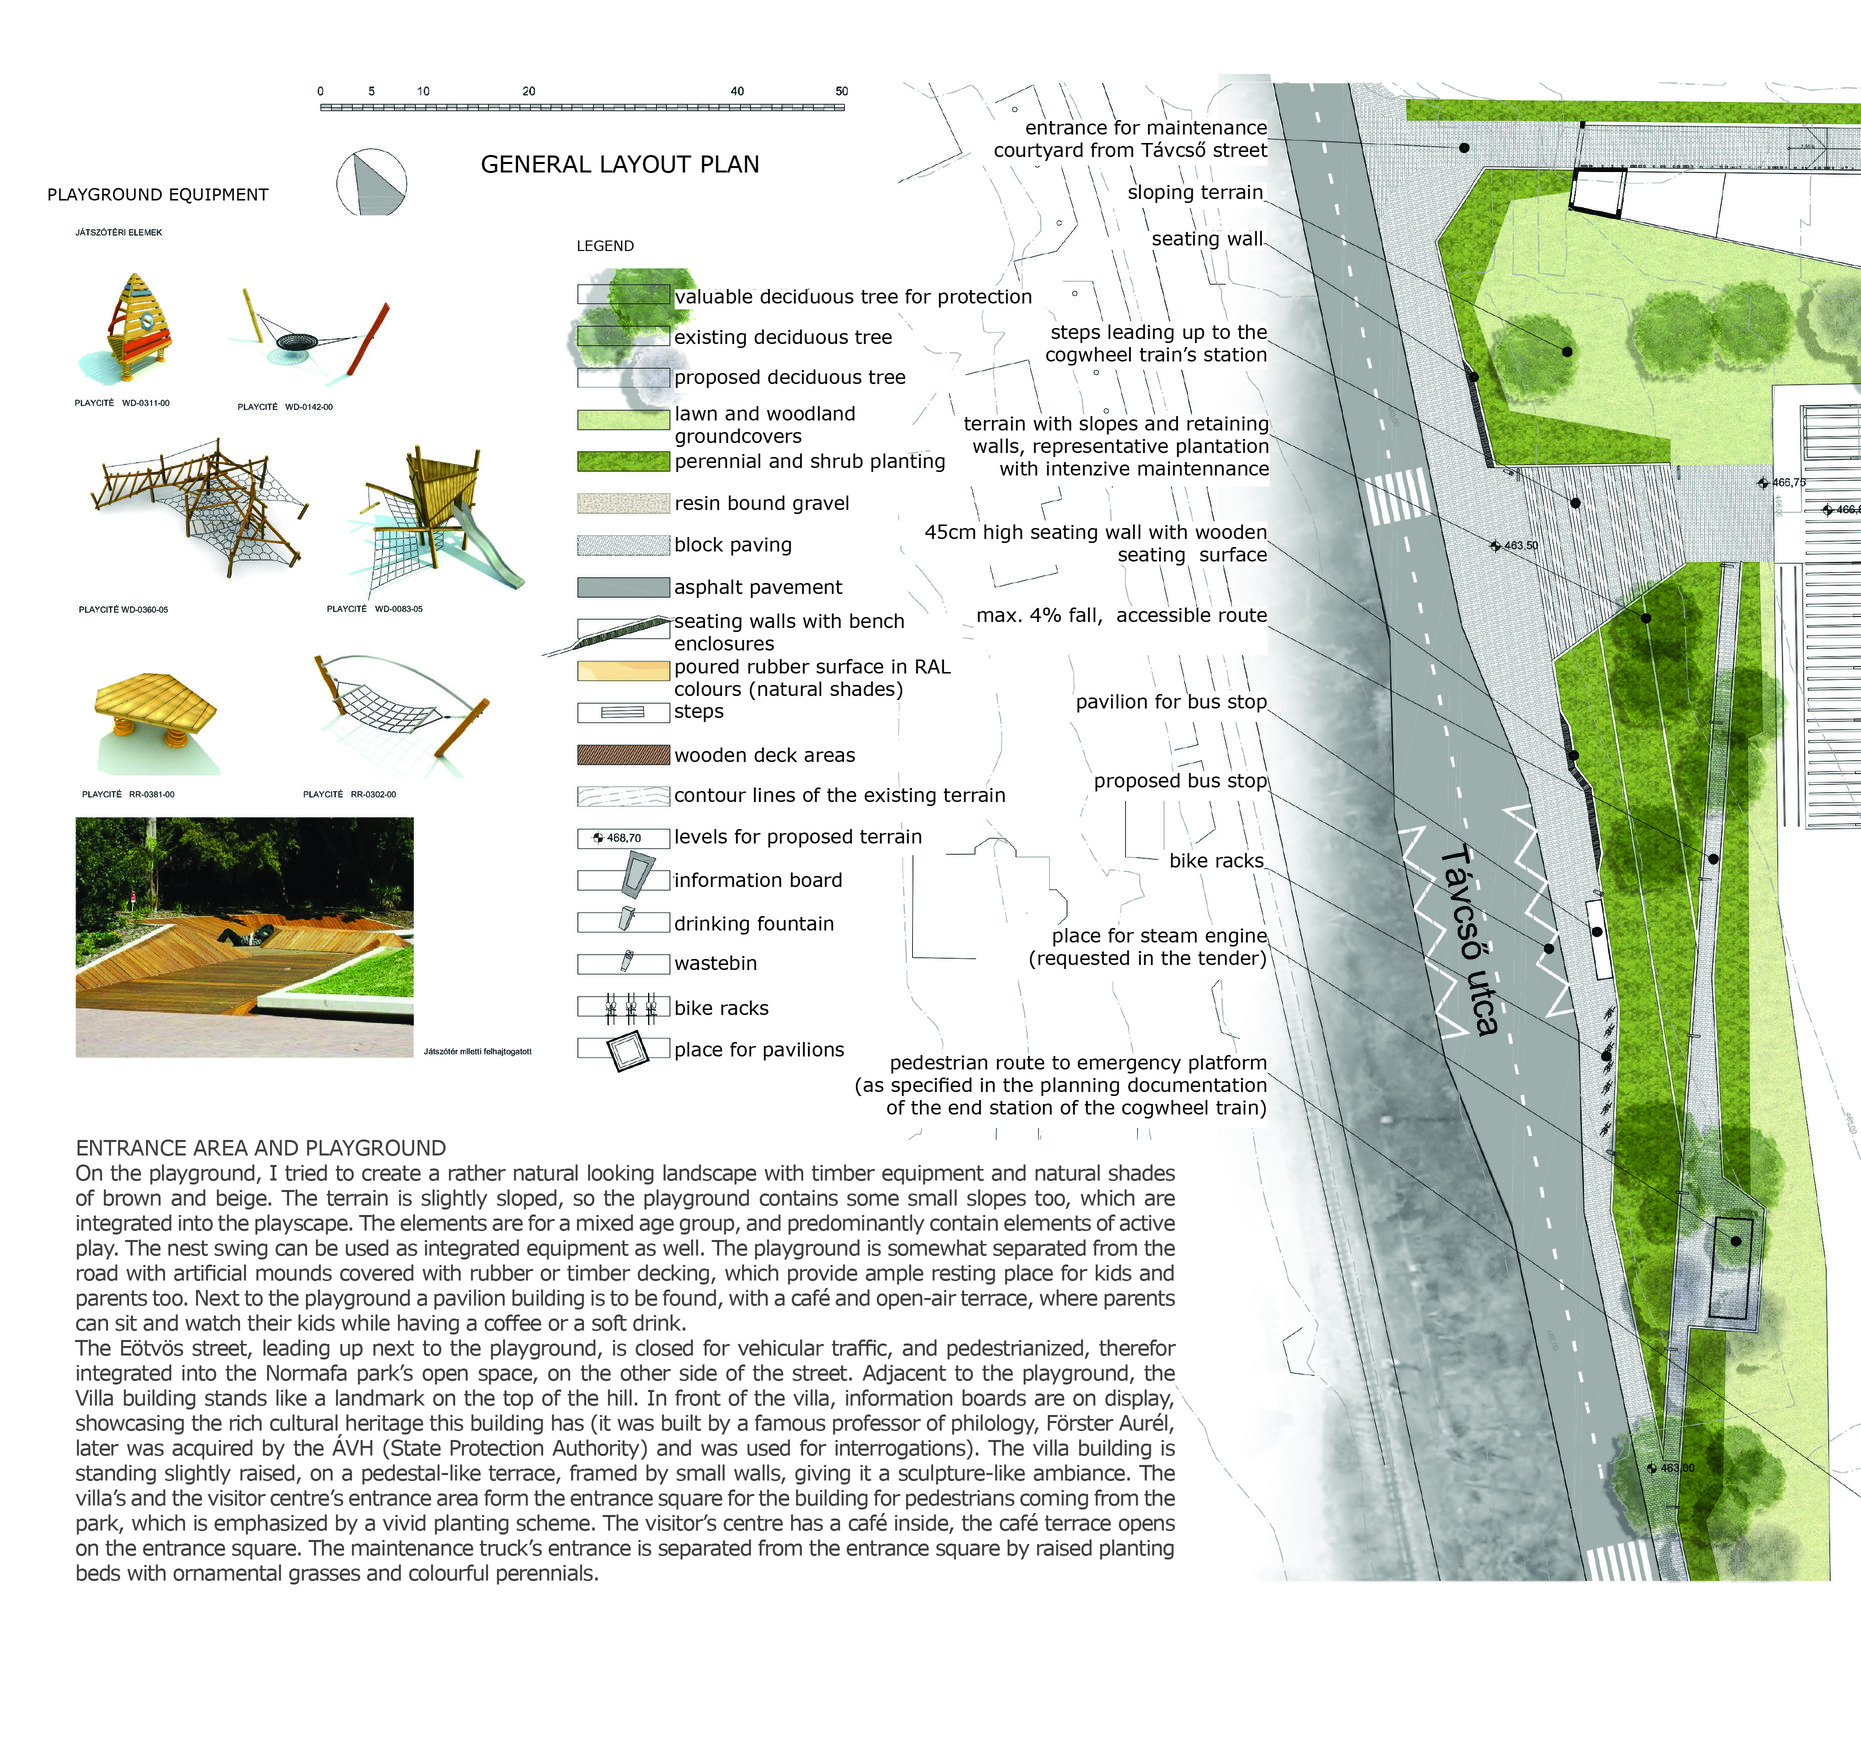 0 5 10 20 40 50
GENERAL LAYOUT PLAN
PLAYGROUND EQUIPMENT
JÁTSZÓTÉRI ELEMEK
PLAYCITÉ WD-0311-00
PLAYCITÉ WD-0142-00
PLAYCITÉ WD-0360-05
PLAYCITÉ WD-0083-05
PLAYCITÉ RR-0381-00
PLAYCITÉ RR-0302-00
Játszótér mlletti felhajtogatott
LEGEND
valuable deciduous tree for protection
existing deciduous tree
proposed deciduous tree
lawn and woodland
groundcovers
perennial and shrub planting
resin bound gravel
block paving
asphalt pavement
seating walls with bench
enclosures
poured rubber surface in RAL
colours (natural shades)
steps
wooden deck areas
contour lines of the existing terrain
468,70 levels for proposed terrain
information board
drinking fountain
wastebin
bike racks
place for pavilions
entrance for maintenance
courtyard from Távcső street
sloping terrain
seating wall
steps leading up to the
cogwheel train's station
terrain with slopes and retaining
walls, representative plantation
with intenzive maintennance
45cm high seating wall with wooden
seating surface
max. 4% fall, accessible route
pavilion for bus stop
proposed bus stop
bike racks
place for steam engine
(requested in the tender)
pedestrian route to emergency platform
(as specified in the planning documentation
of the end station of the cogwheel train)
Távcső utca
466,75
463,50
463,00
ENTRANCE AREA AND PLAYGROUND
On the playground, I tried to create a rather natural looking landscape with timber equipment and natural shades
of brown and beige. The terrain is slightly sloped, so the playground contains some small slopes too, which are
integrated into the playscape. The elements are for a mixed age group, and predominantly contain elements of active
play. The nest swing can be used as integrated equipment as well. The playground is somewhat separated from the
road with artificial mounds covered with rubber or timber decking, which provide ample resting place for kids and
parents too. Next to the playground a pavilion building is to be found, with a café and open-air terrace, where parents
can sit and watch their kids while having a coffee or a soft drink.
The Eötvös street, leading up next to the playground, is closed for vehicular traffic, and pedestrianized, therefor
integrated into the Normafa park's open space, on the other side of the street. Adjacent to the playground, the
Villa building stands like a landmark on the top of the hill. In front of the villa, information boards are on display,
showcasing the rich cultural heritage this building has (it was built by a famous professor of philology, Förster Aurél,
later was acquired by the ÁVH (State Protection Authority) and was used for interrogations). The villa building is
standing slightly raised, on a pedestal-like terrace, framed by small walls, giving it a sculpture-like ambiance. The
villa's and the visitor centre's entrance area form the entrance square for the building for pedestrians coming from the
park, which is emphasized by a vivid planting scheme. The visitor's centre has a café inside, the café terrace opens
on the entrance square. The maintenance truck's entrance is separated from the entrance square by raised planting
beds with ornamental grasses and colourful perennials.